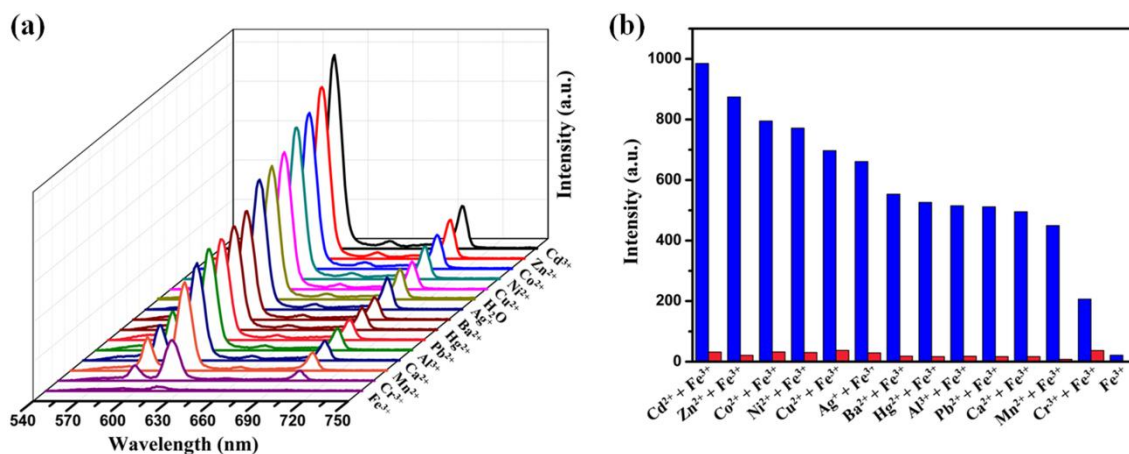 (a)
Intensity (a.u.)
Cd³⁺
Zn²⁺
Co²⁺
Ni²⁺
Cu²⁺
H₂O
Ag⁺
Ba²⁺
Hg²⁺
Pb²⁺
Al³⁺
Ca²⁺
Mn²⁺
Cr³⁺
Fe³⁺
540 570 600 630 660 690 720 750
Wavelength (nm)
(b)
Intensity (a.u.)
1000
800
600
400
200
0
Cd²⁺ + Fe³⁺
Zn²⁺ + Fe³⁺
Co²⁺ + Fe³⁺
Ni²⁺ + Fe³⁺
Cu²⁺ + Fe³⁺
Ag⁺ + Fe³⁺
Ba²⁺ + Fe³⁺
Hg²⁺ + Fe³⁺
Al³⁺ + Fe³⁺
Pb²⁺ + Fe³⁺
Ca²⁺ + Fe³⁺
Mn²⁺ + Fe³⁺
Cr³⁺ + Fe³⁺
Fe³⁺